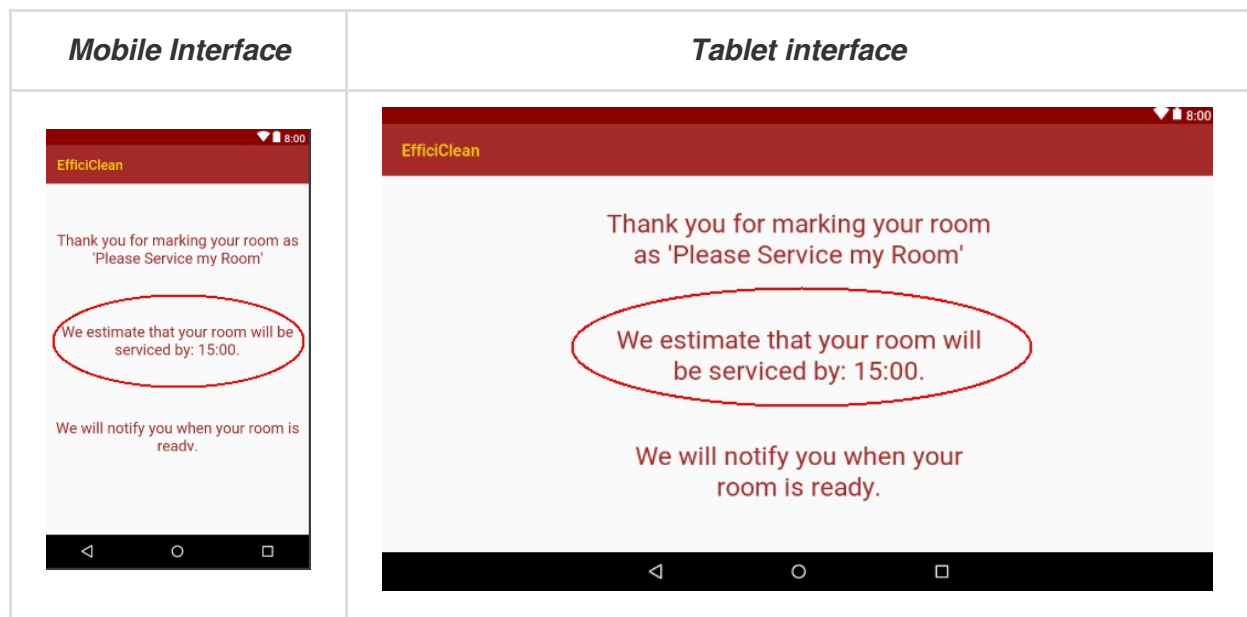 Mobile Interface
Tablet interface
8:00
EfficiClean
Thank you for marking your room as
'Please Service my Room'
We estimate that your room will be
serviced by: 15:00.
We will notify you when your room is
ready.
8:00
EfficiClean
Thank you for marking your room
as 'Please Service my Room'
We estimate that your room will
be serviced by: 15:00.
We will notify you when your
room is ready.